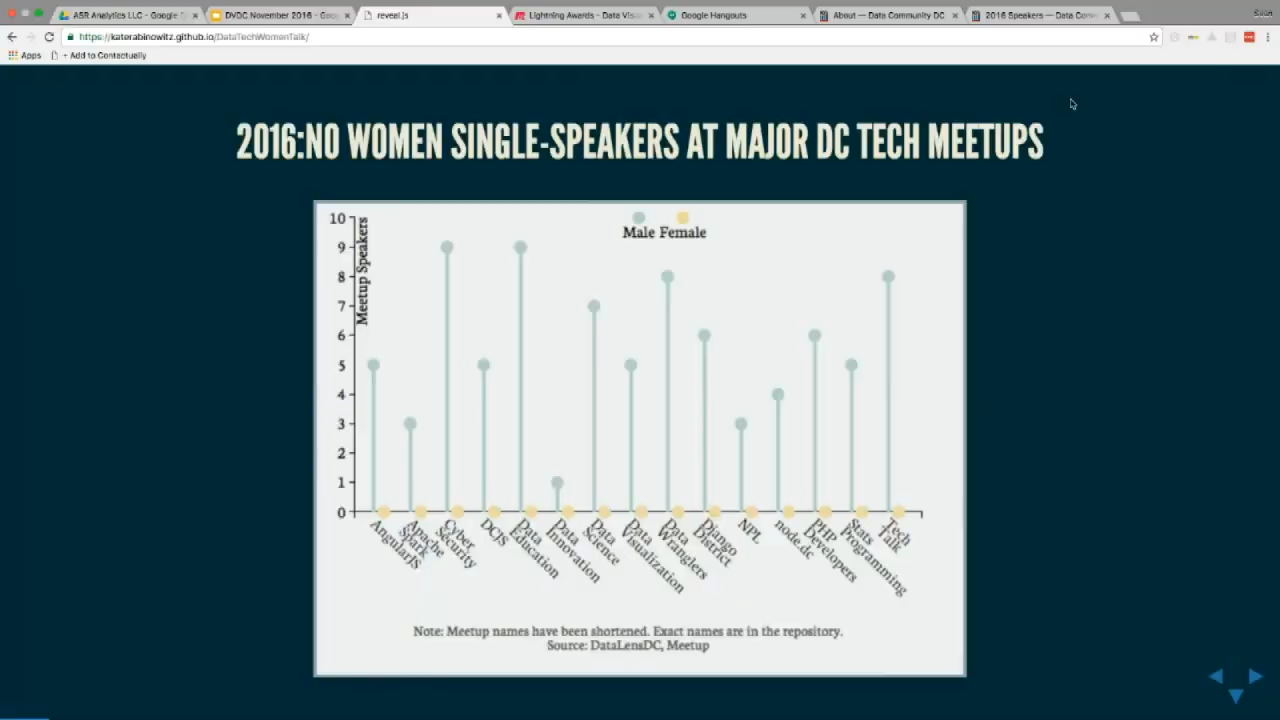 ASR Analytics LLC - Google
DVDC November 2016 - Goo
reveal.js
Lightning Awards - Data Visu
Google Hangouts
About — Data Community DC
2016 Speakers — Data Com
https://katerabinowitz.github.io/DataTechWomenTalk/
Apps
+ Add to Contactually
2016:NO WOMEN SINGLE-SPEAKERS AT MAJOR DC TECH MEETUPS
Male Female
Meetup Speakers
10
9
8
7
6
5
4
3
2
1
0
AngularJS
Apache
Spark
Cyber
Security
DCJS
Data
Education
Data
Innovation
Data
Science
Data
Visualization
Data
Wranglers
Django
District
NPL
node.dc
PHP
Developers
Stats
Programming
Tech
Talk
Note: Meetup names have been shortened. Exact names are in the repository.
Source: DataLensDC, Meetup